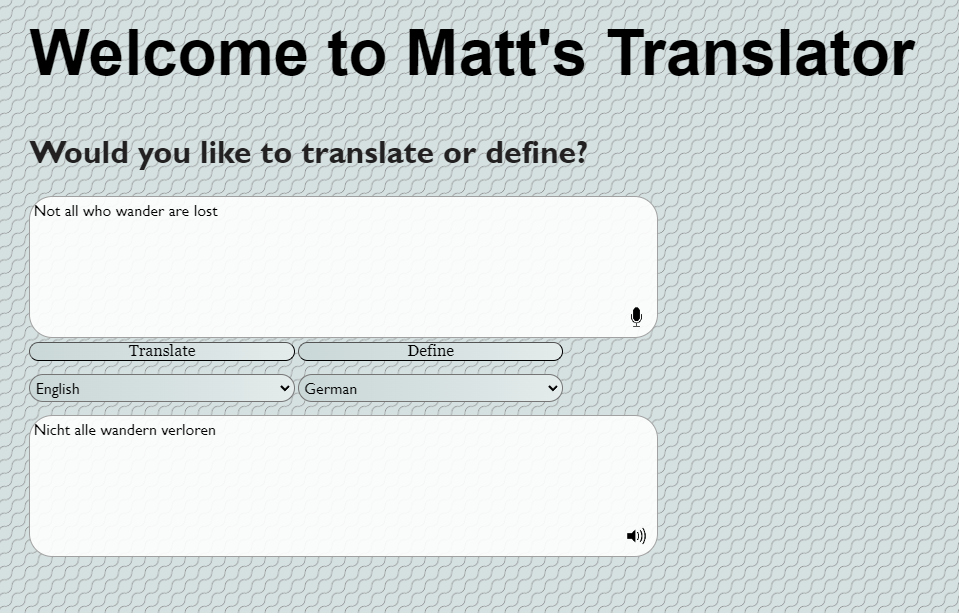 Welcome to Matt's Translator
Would you like to translate or define?
Not all who wander are lost
Translate
Define
English
German
Nicht alle wandern verloren